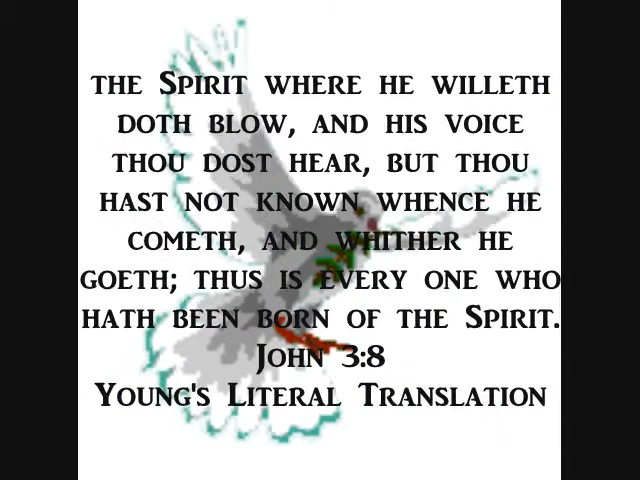 the Spirit where he willeth
doth blow, and his voice
thou dost hear, but thou
hast not known whence he
cometh, and whither he
goeth; thus is every one who
hath been born of the Spirit.
John 3:8
Young's Literal Translation